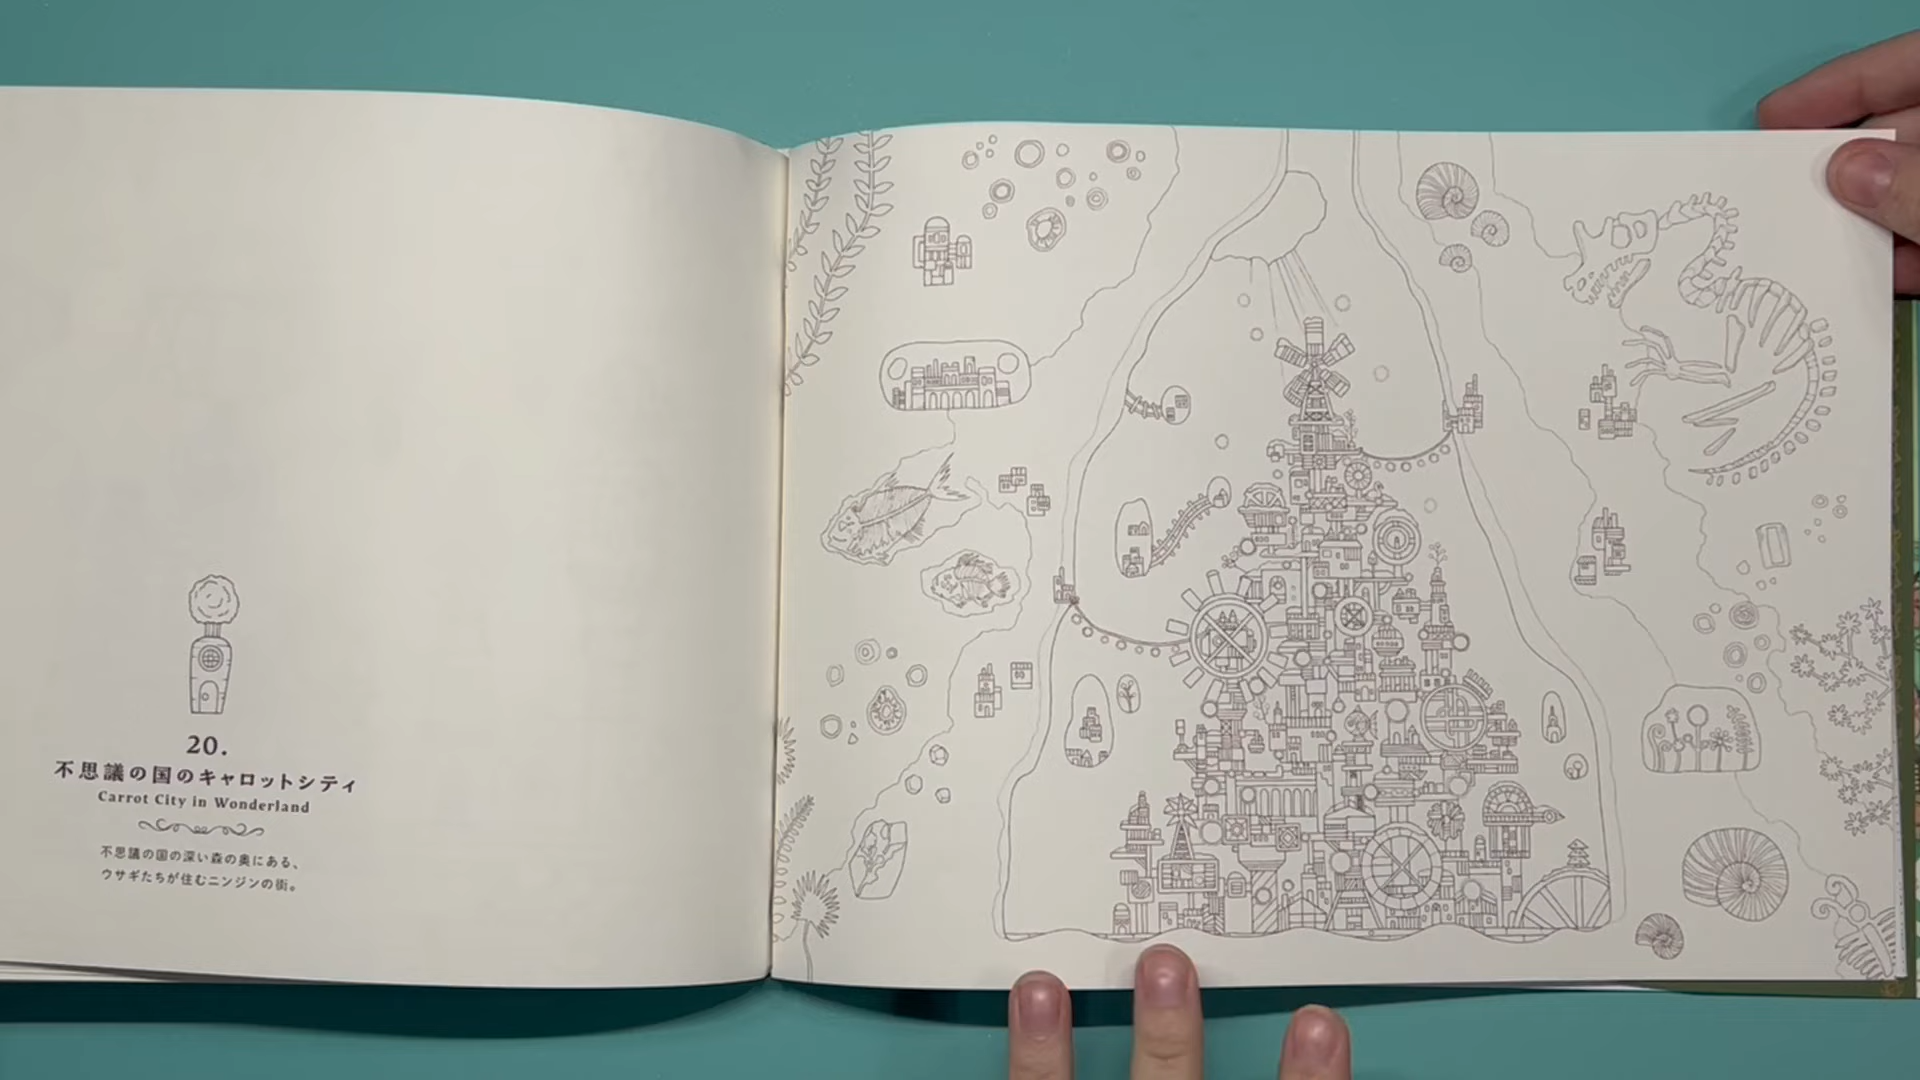 20.
不思議の国のキャロットシティ
Carrot City in Wonderland
不思議の国の深い森の奥にある、
ウサギたちが住むニンジンの街。